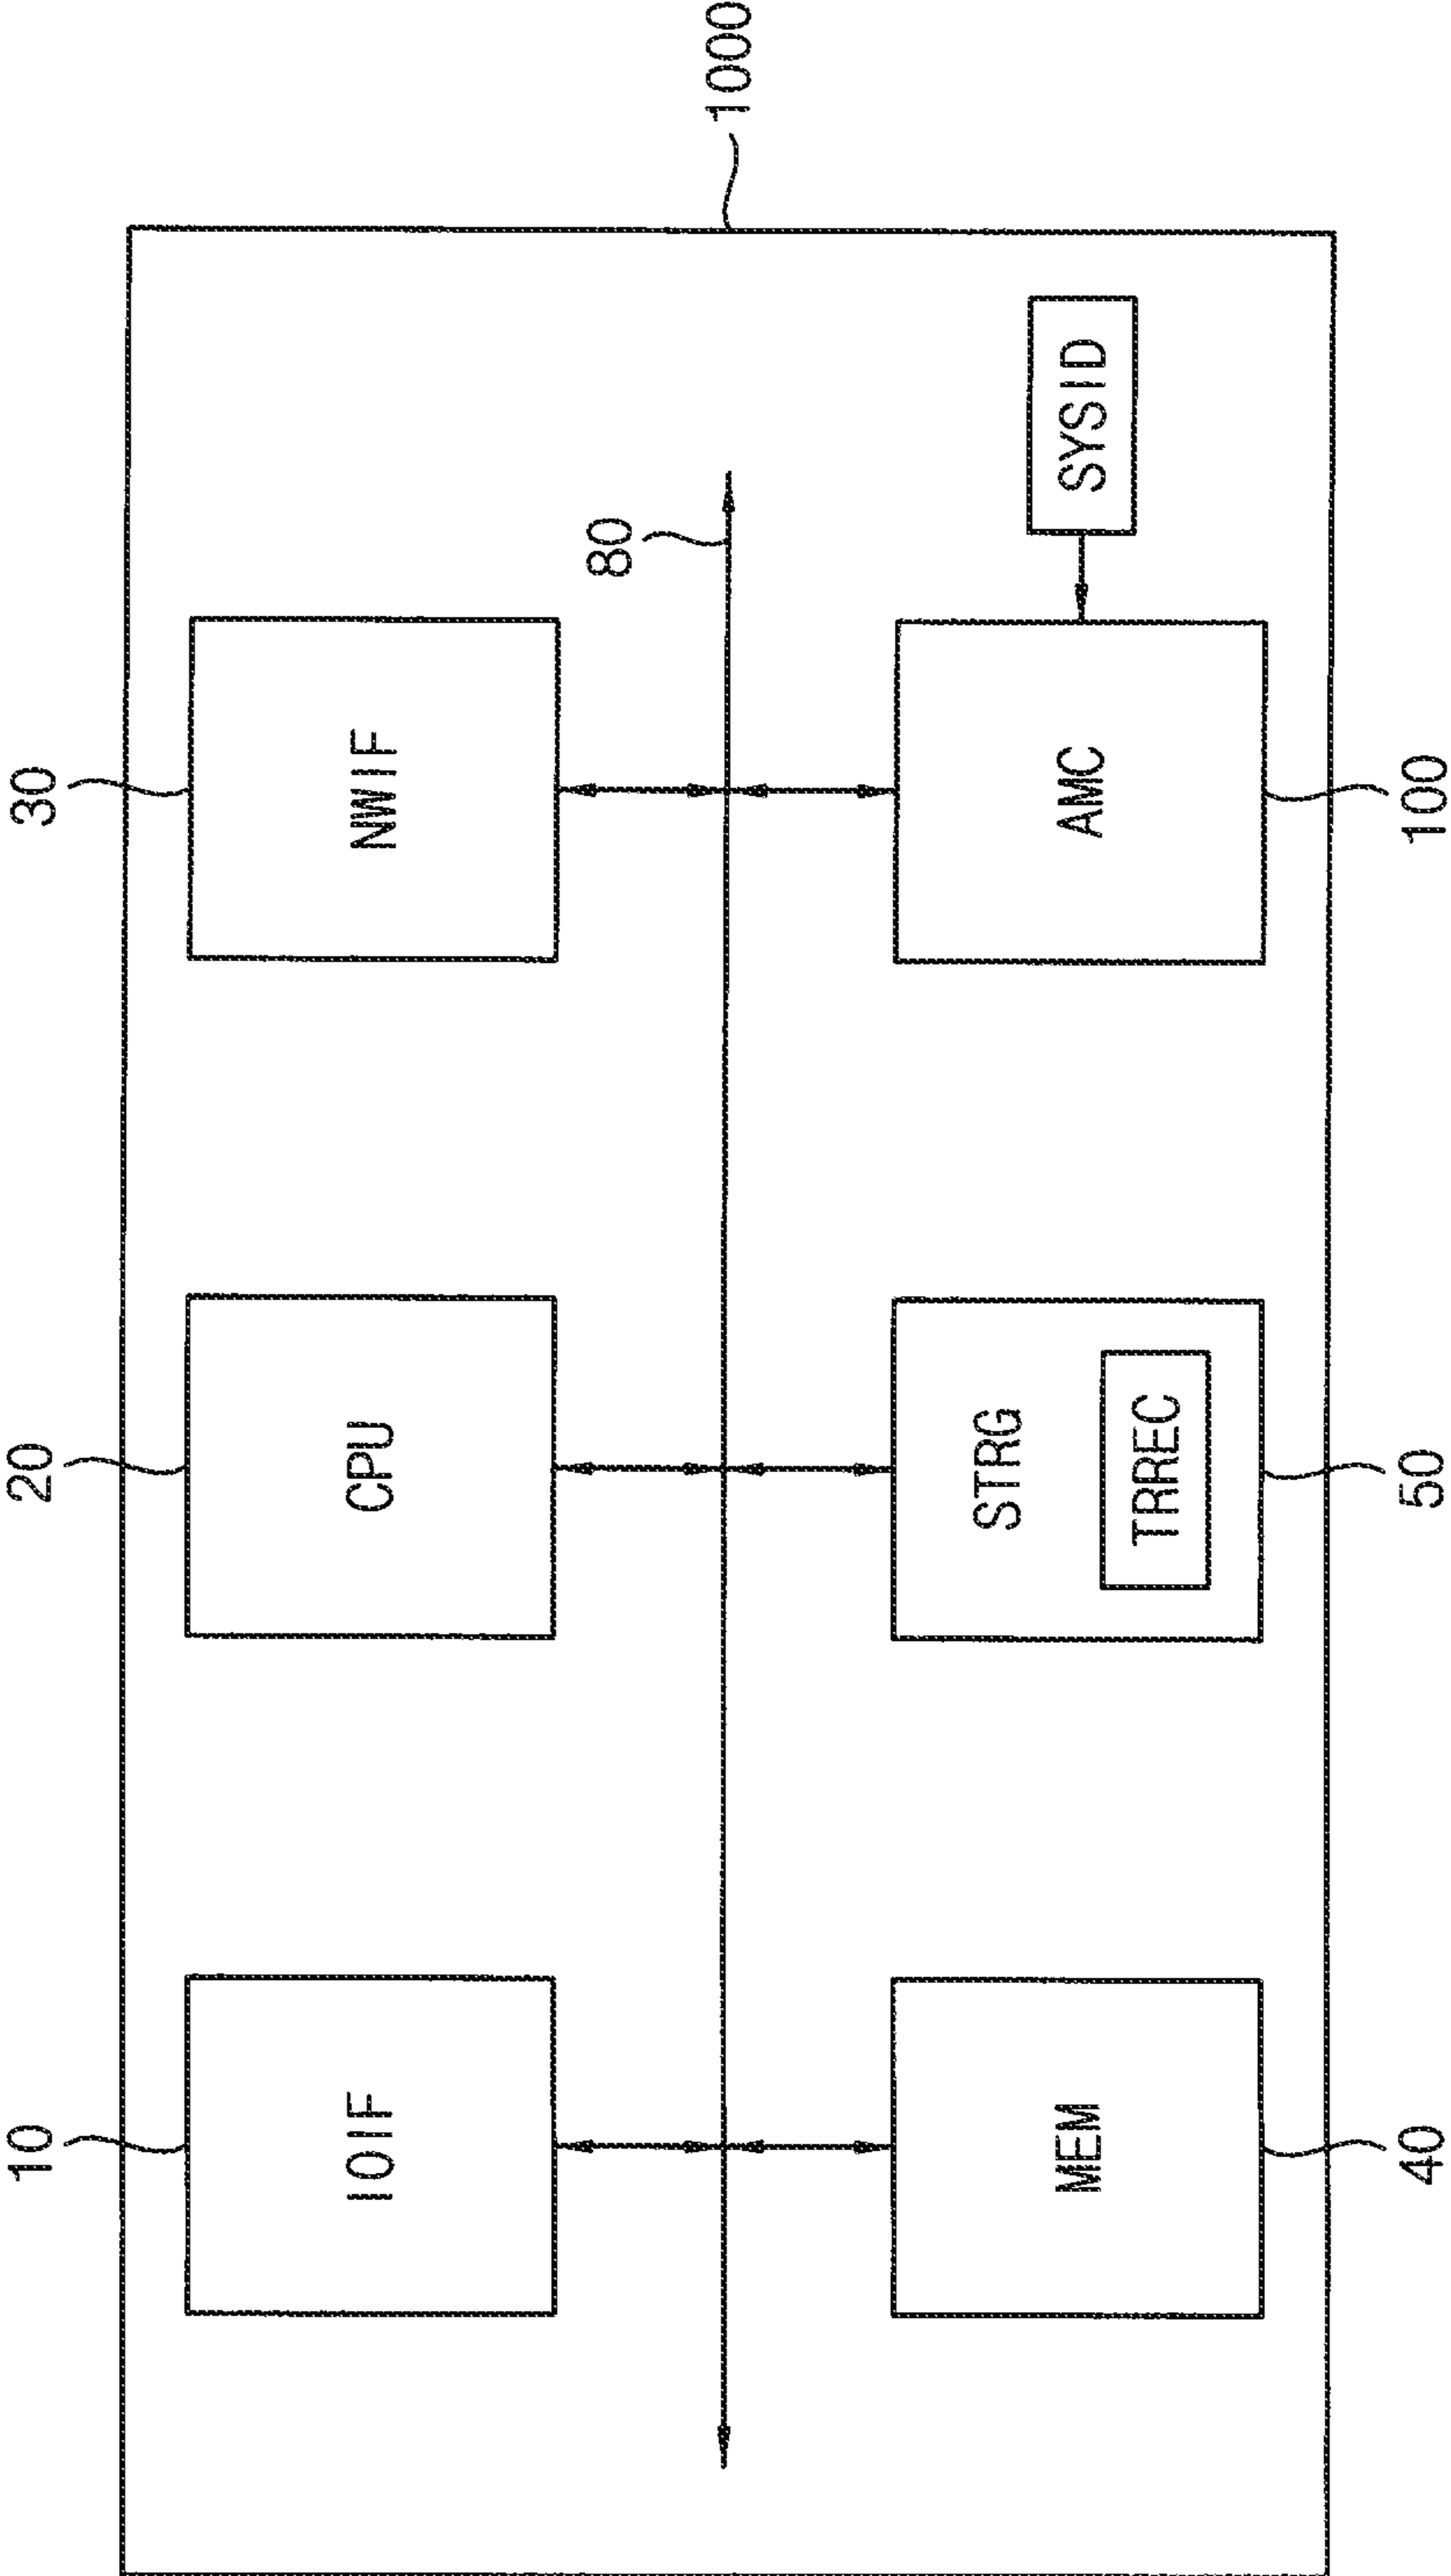 10
20
30
IOIF
CPU
NWIF
80
1000
STRG
MEM
AMC
SYSID
TRREC
40
50
100